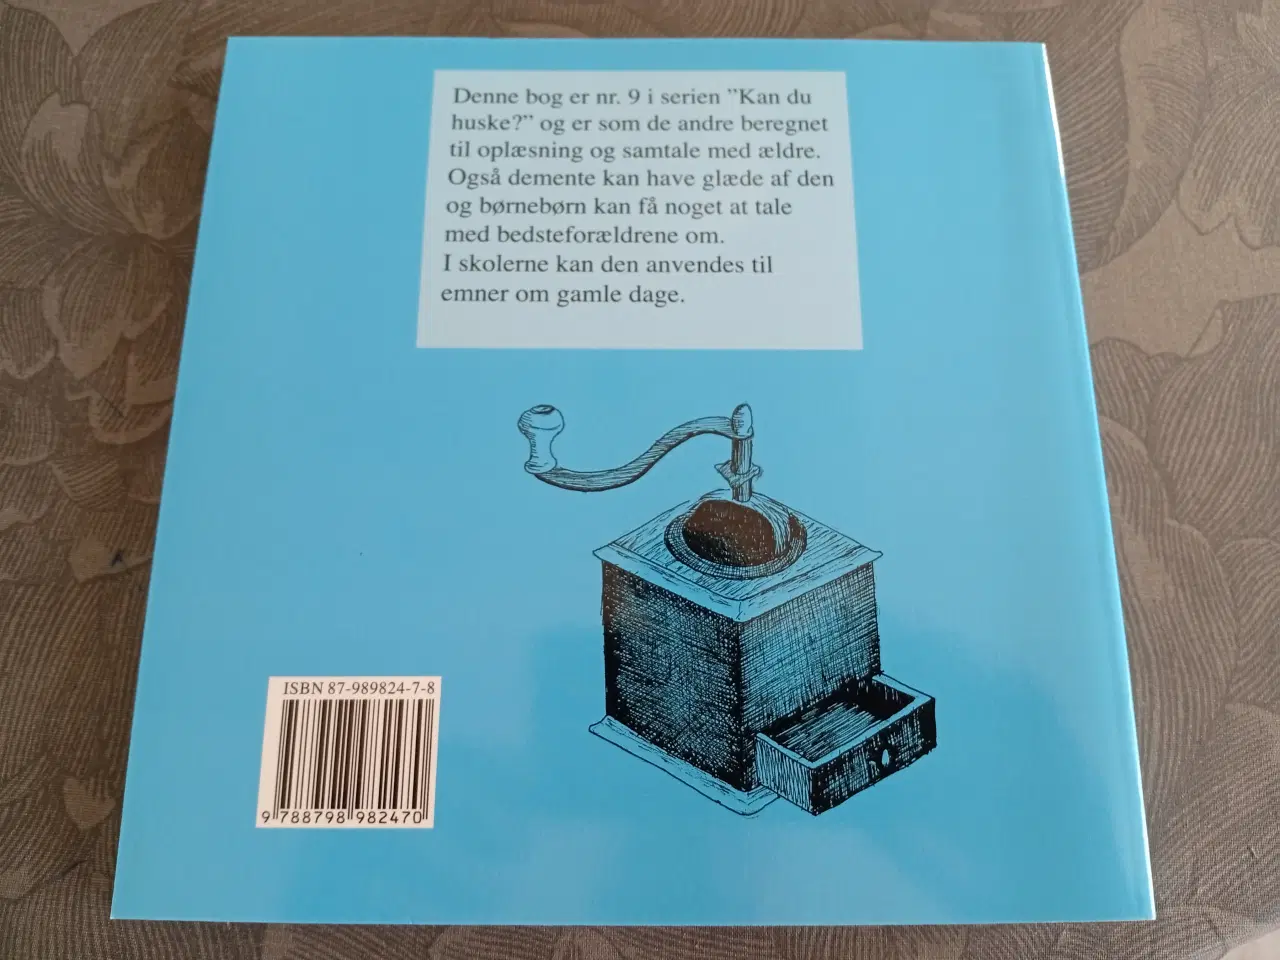 Denne bog er nr. 9 i serien ”Kan du
huske?” og er som de andre beregnet
til oplæsning og samtale med ældre.
Også demente kan have glæde af den
og børnebørn kan få noget at tale
med bedsteforældrene om.
I skolerne kan den anvendes til
emner om gamle dage.
ISBN 87-989824-7-8
9 788798 982470